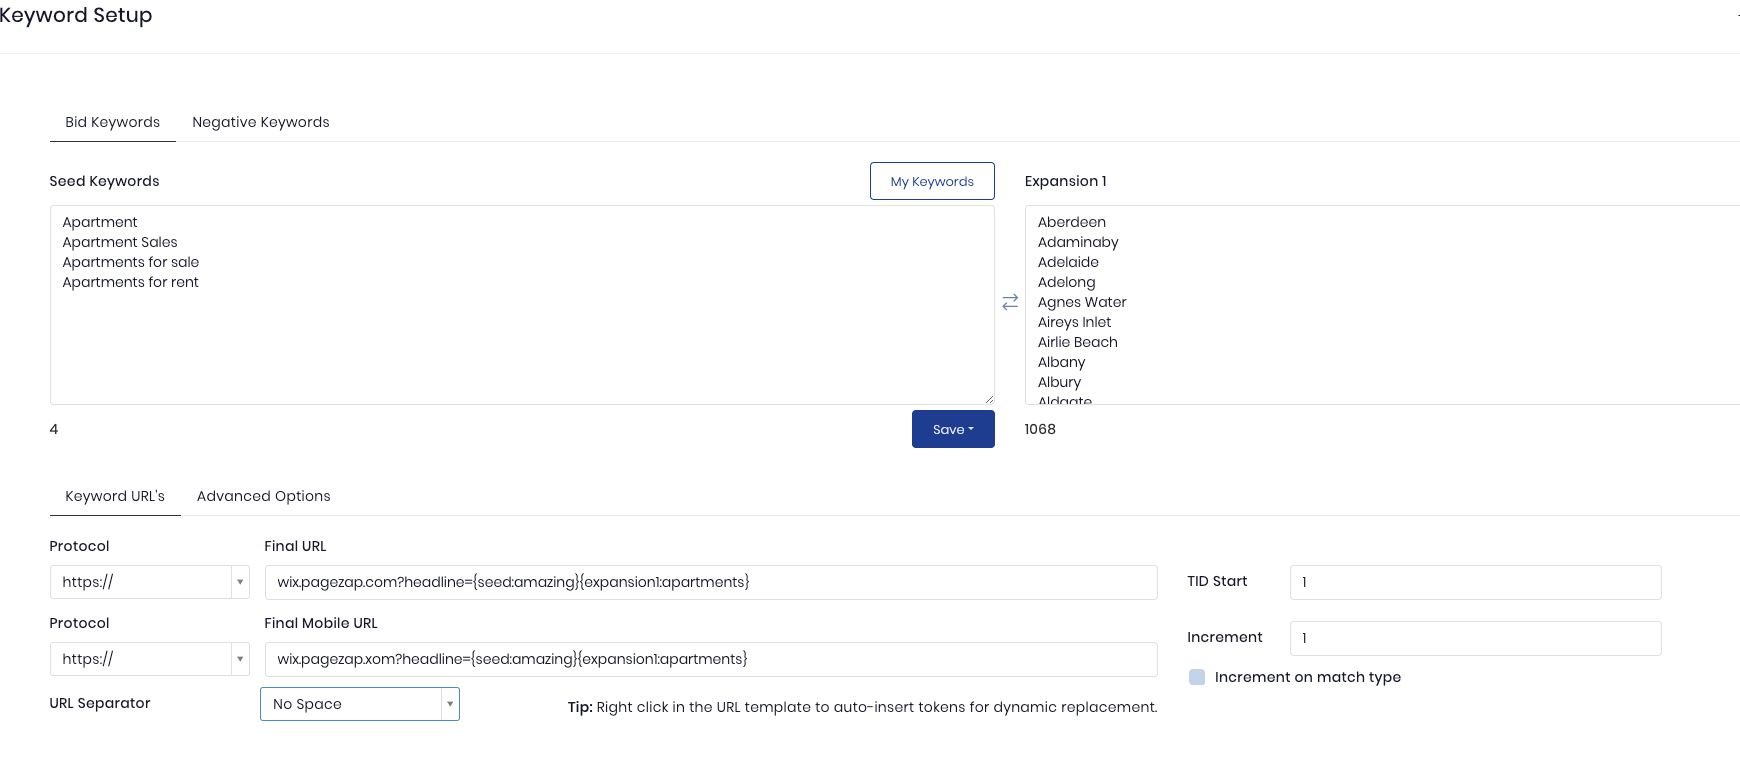 Keyword Setup
Bid Keywords
Negative Keywords
Seed Keywords
My Keywords
Expansion 1
Apartment
Apartment Sales
Apartments for sale
Apartments for rent
Aberdeen
Adaminaby
Adelaide
Adelong
Agnes Water
Aireys Inlet
Airlie Beach
Albany
Albury
Aldgate
4
Save
1068
Keyword URL's
Advanced Options
Protocol
Final URL
https://
wix.pagezap.com?headline={seed:amazing}{expansion1:apartments}
TID Start
1
Protocol
Final Mobile URL
https://
wix.pagezap.xom?headline={seed:amazing}{expansion1:apartments}
Increment
1
Increment on match type
URL Separator
No Space
Tip: Right click in the URL template to auto-insert tokens for dynamic replacement.